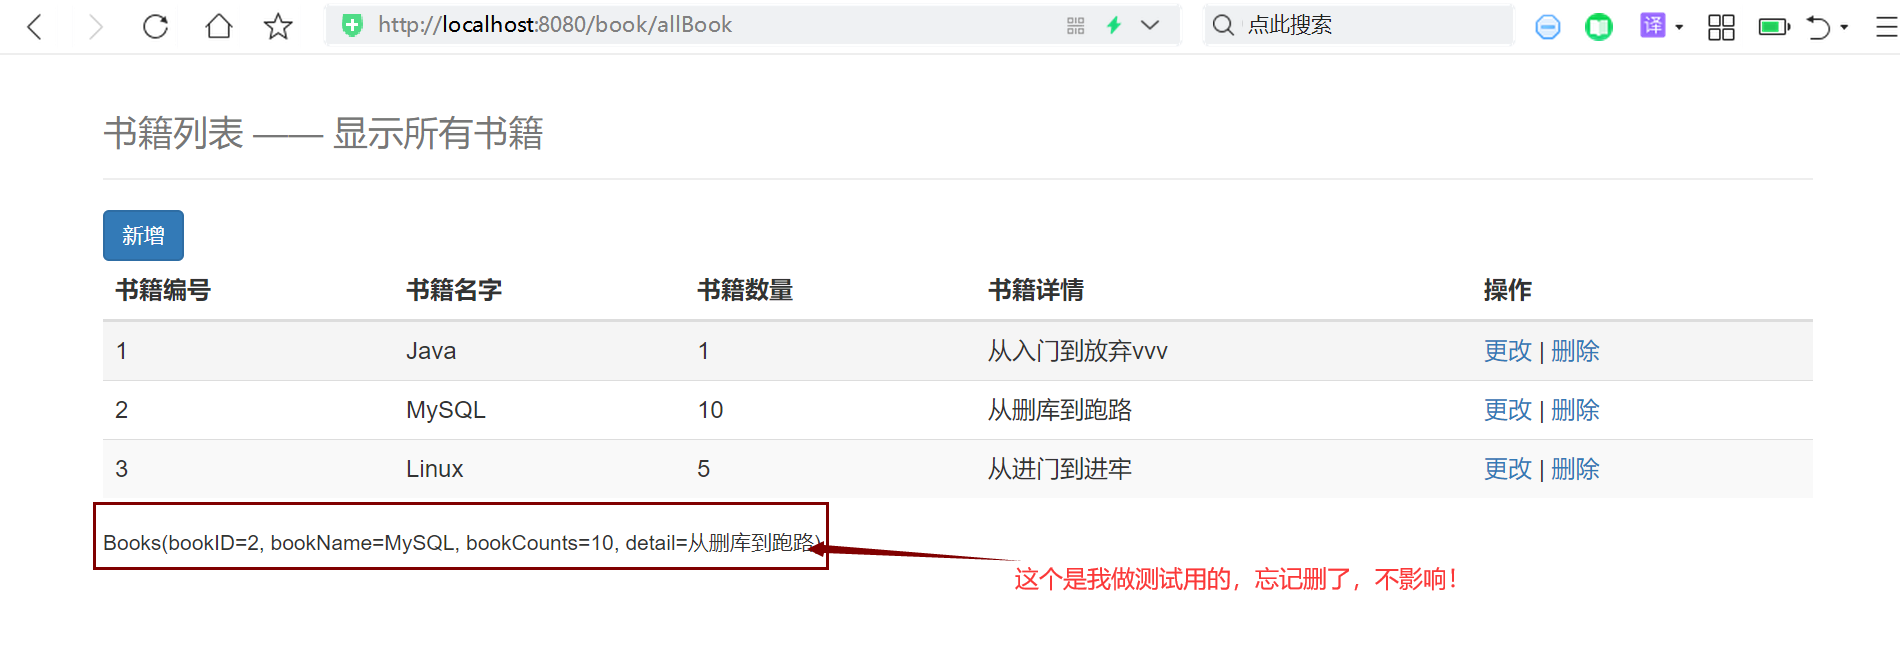 http://localhost:8080/book/allBook 点此搜索 译
书籍列表 —— 显示所有书籍
新增
书籍编号 书籍名字 书籍数量 书籍详情 操作
1 Java 1 从入门到放弃vvv 更改 | 删除
2 MySQL 10 从删库到跑路 更改 | 删除
3 Linux 5 从进门到进牢 更改 | 删除
Books(bookID=2, bookName=MySQL, bookCounts=10, detail=从删库到跑路)
这个是我做测试用的，忘记删了，不影响！